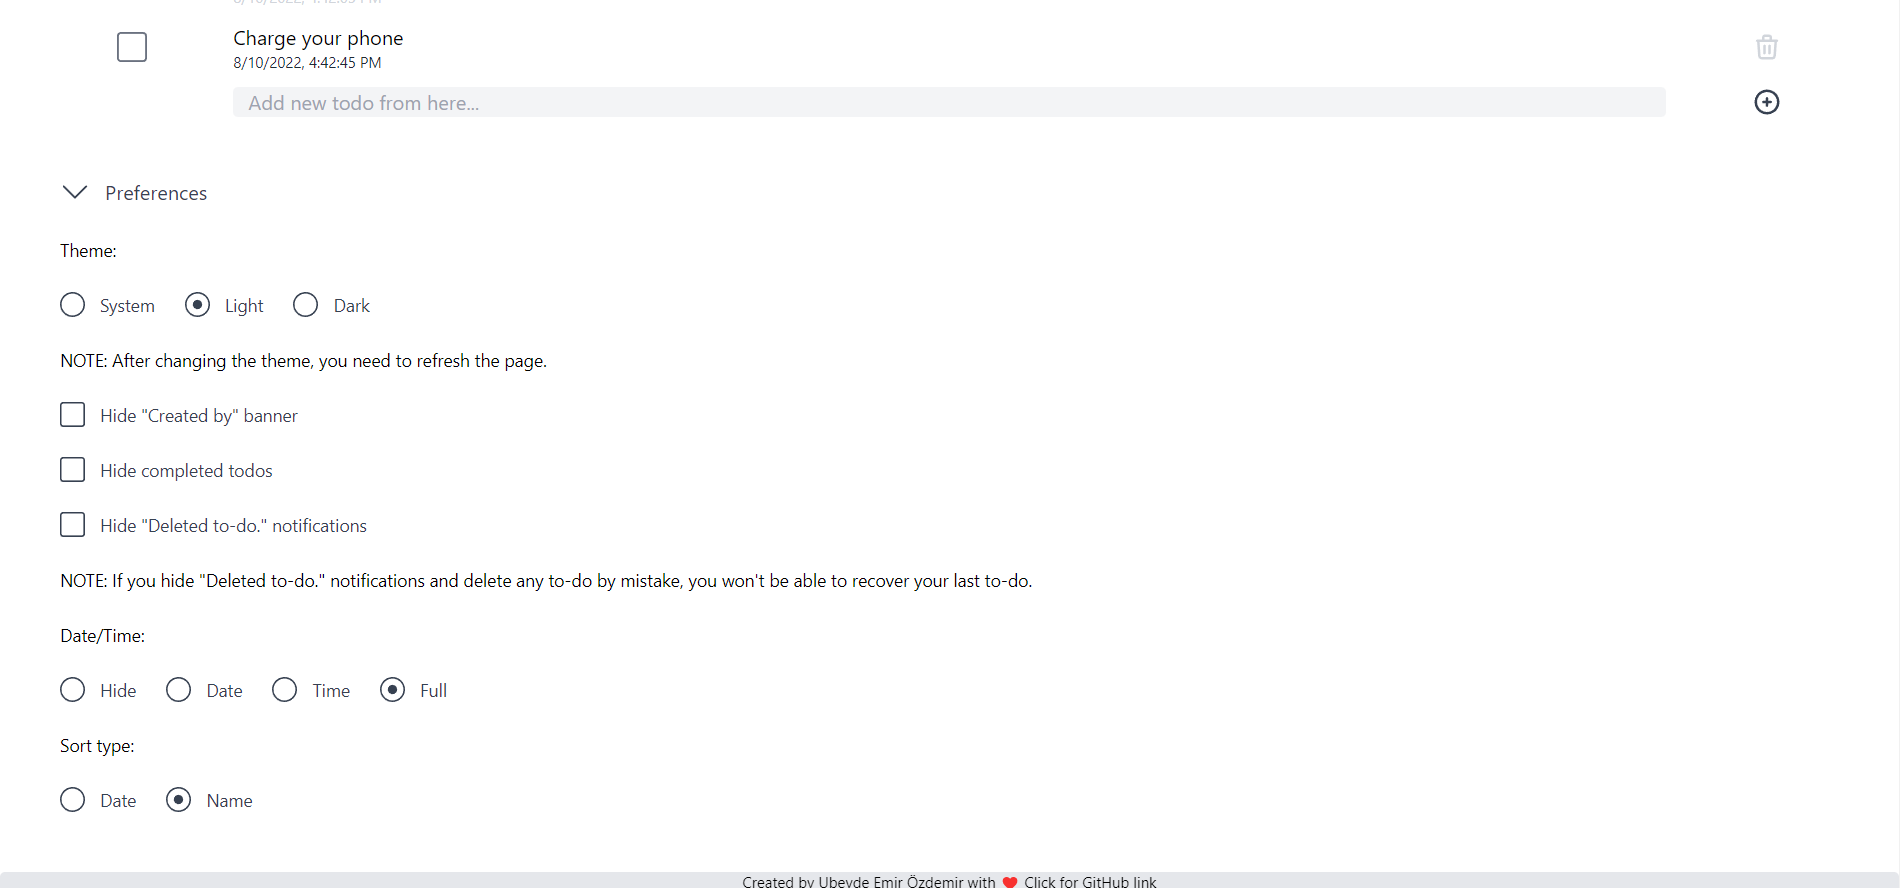 Charge your phone
8/10/2022, 4:42:45 PM
Add new todo from here...
Preferences
Theme:
System Light Dark
NOTE: After changing the theme, you need to refresh the page.
Hide "Created by" banner
Hide completed todos
Hide "Deleted to-do." notifications
NOTE: If you hide "Deleted to-do." notifications and delete any to-do by mistake, you won't be able to recover your last to-do.
Date/Time:
Hide Date Time Full
Sort type:
Date Name
Created by Ubeyde Emir Özdemir with ❤️ Click for GitHub link